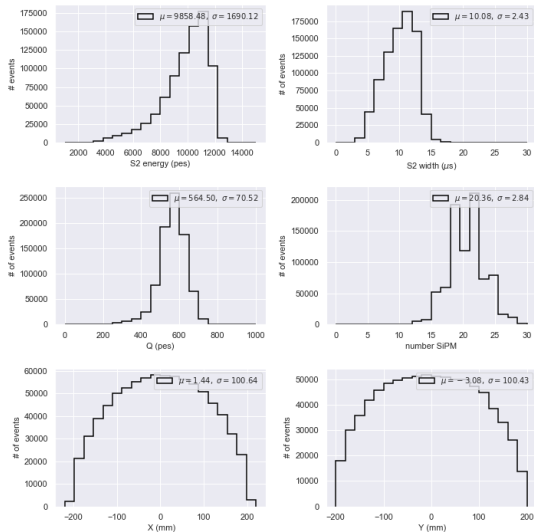 175000
150000
125000
100000
75000
50000
25000
0
# of events
μ = 9858.48, σ = 1690.12
2000 4000 6000 8000 10000 12000 14000
S2 energy (pes)
175000
150000
125000
100000
75000
50000
25000
0
# of events
μ = 10.08, σ = 2.43
0 5 10 15 20 25 30
S2 width (μs)
250000
200000
150000
100000
50000
0
# of events
μ = 564.50, σ = 70.52
0 200 400 600 800 1000
Q (pes)
200000
150000
100000
50000
0
# of events
μ = 20.36, σ = 2.84
0 5 10 15 20 25 30
number SiPM
60000
50000
40000
30000
20000
10000
0
# of events
μ = 1.44, σ = 100.64
−200 −100 0 100 200
X (mm)
50000
40000
30000
20000
10000
0
# of events
μ = −3.08, σ = 100.43
−200 −100 0 100 200
Y (mm)